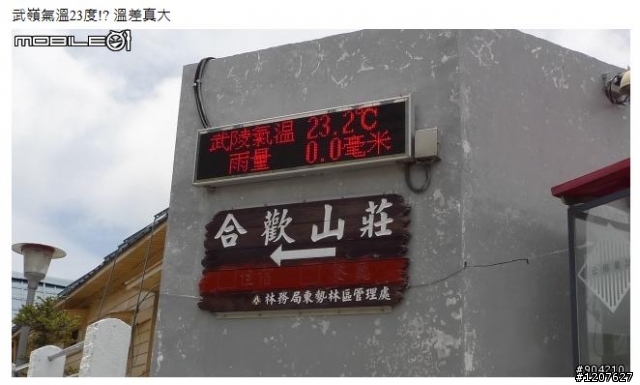 武嶺氣溫23度!? 溫差真大
MOBILE01
武陵氣溫 23.2℃
雨量 0.0毫米
合歡山莊
林務局東勢林區管理處
#904210
#1207627